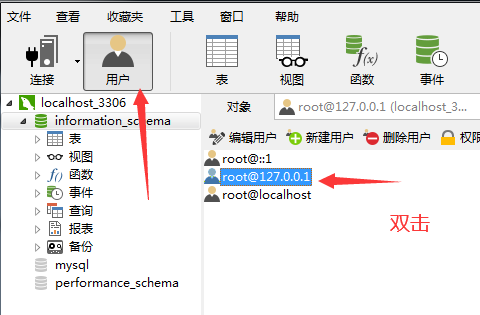 文件 查看 收藏夹 工具 窗口 帮助
连接 用户 表 视图 函数 事件
localhost_3306
information_schema
表
视图
函数
事件
查询
报表
备份
mysql
performance_schema
对象 root@127.0.0.1 (localhost_3...
编辑用户 新建用户 删除用户 权限
root@::1
root@127.0.0.1
root@localhost
双击